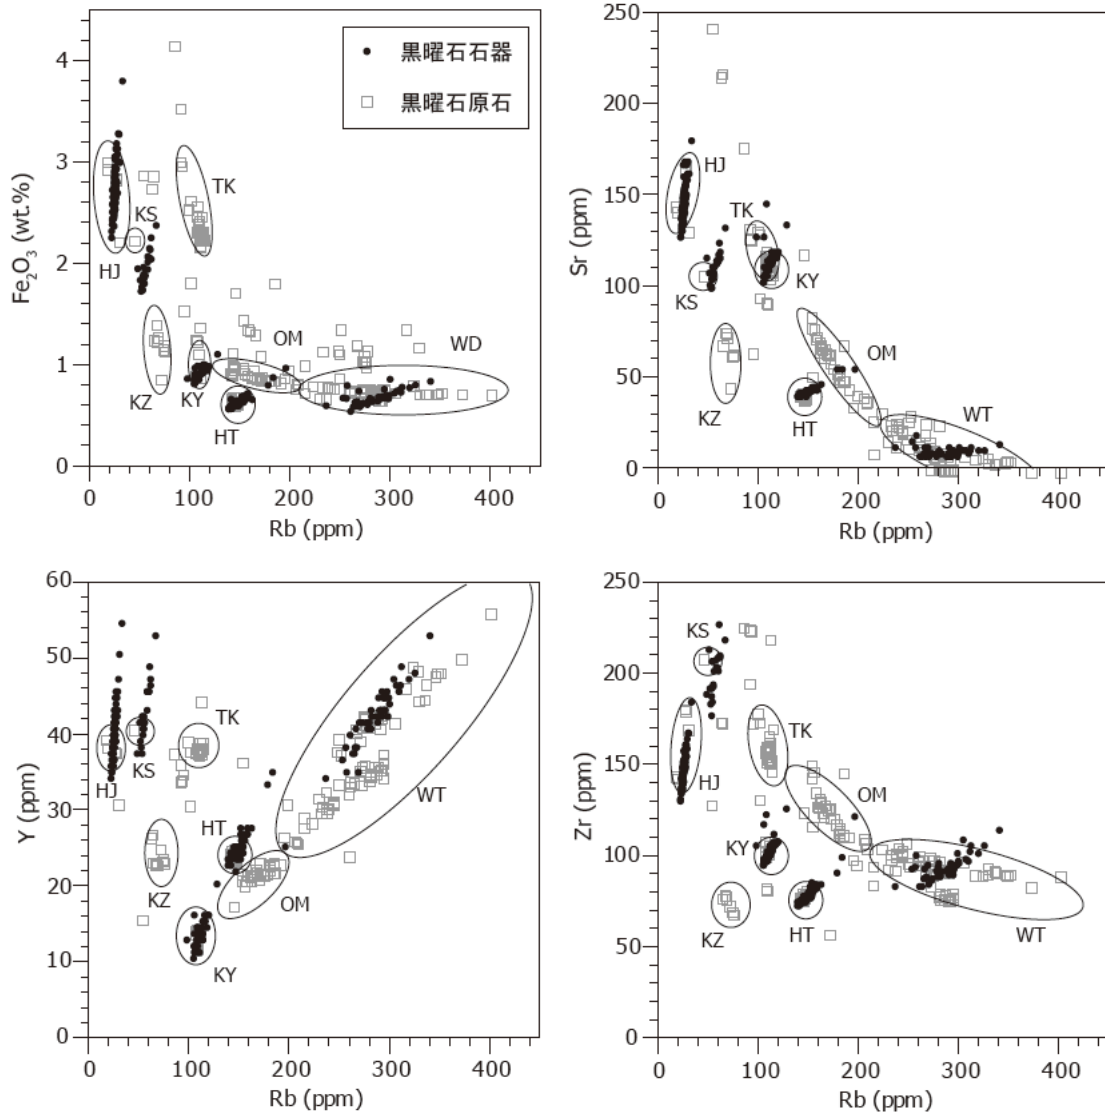 4
3
2
1
0
Fe2O3 (wt.%)
黒曜石石器
黒曜石原石
HJ
KS
TK
KZ
KY
HT
OM
WD
0
100
200
300
400
Rb (ppm)
250
200
150
100
50
0
Sr (ppm)
HJ
TK
KS
KY
KZ
OM
HT
WT
0
100
200
300
400
Rb (ppm)
60
50
40
30
20
10
0
Y (ppm)
TK
HJ
KS
WT
HT
KZ
OM
KY
0
100
200
300
400
Rb (ppm)
250
200
150
100
50
0
Zr (ppm)
KS
TK
HJ
OM
KY
KZ
HT
WT
0
100
200
300
400
Rb (ppm)